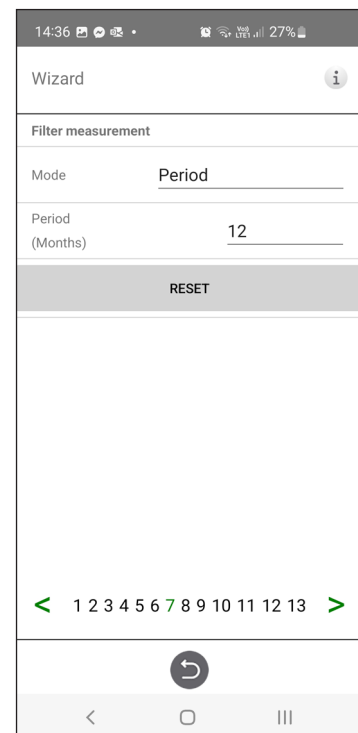 14:36 27%
Wizard i
Filter measurement
Mode Period
Period
(Months) 12
RESET
< 1 2 3 4 5 6 7 8 9 10 11 12 13 >